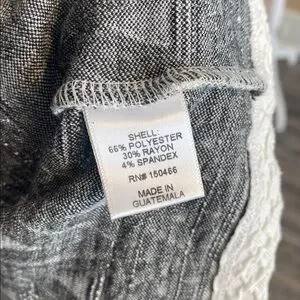 SHELL:
66% POLYESTER
30% RAYON
4% SPANDEX
RN# 150466
MADE IN
GUATEMALA